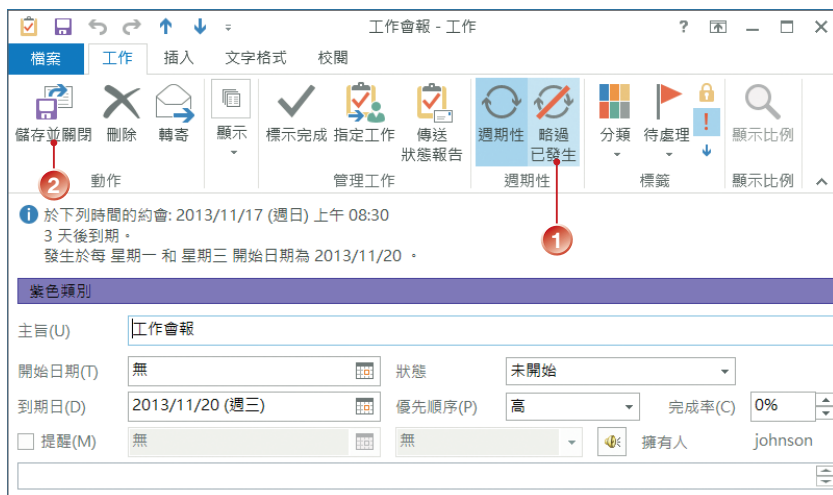 工作會報 - 工作
?
檔案 工作 插入 文字格式 校閱
儲存並關閉 刪除 轉寄 顯示 標示完成 指定工作 傳送 狀態報告 週期性 略過 已發生 分類 待處理 顯示比例
2
動作 管理工作 週期性 標籤 顯示比例
1
於下列時間的約會: 2013/11/17 (週日) 上午 08:30
3 天後到期。
發生於每 星期一 和 星期三 開始日期為 2013/11/20 。
紫色類別
主旨(U) 工作會報
開始日期(T) 無 狀態 未開始
到期日(D) 2013/11/20 (週三) 優先順序(P) 高 完成率(C) 0%
提醒(M) 無 無 擁有人 johnson